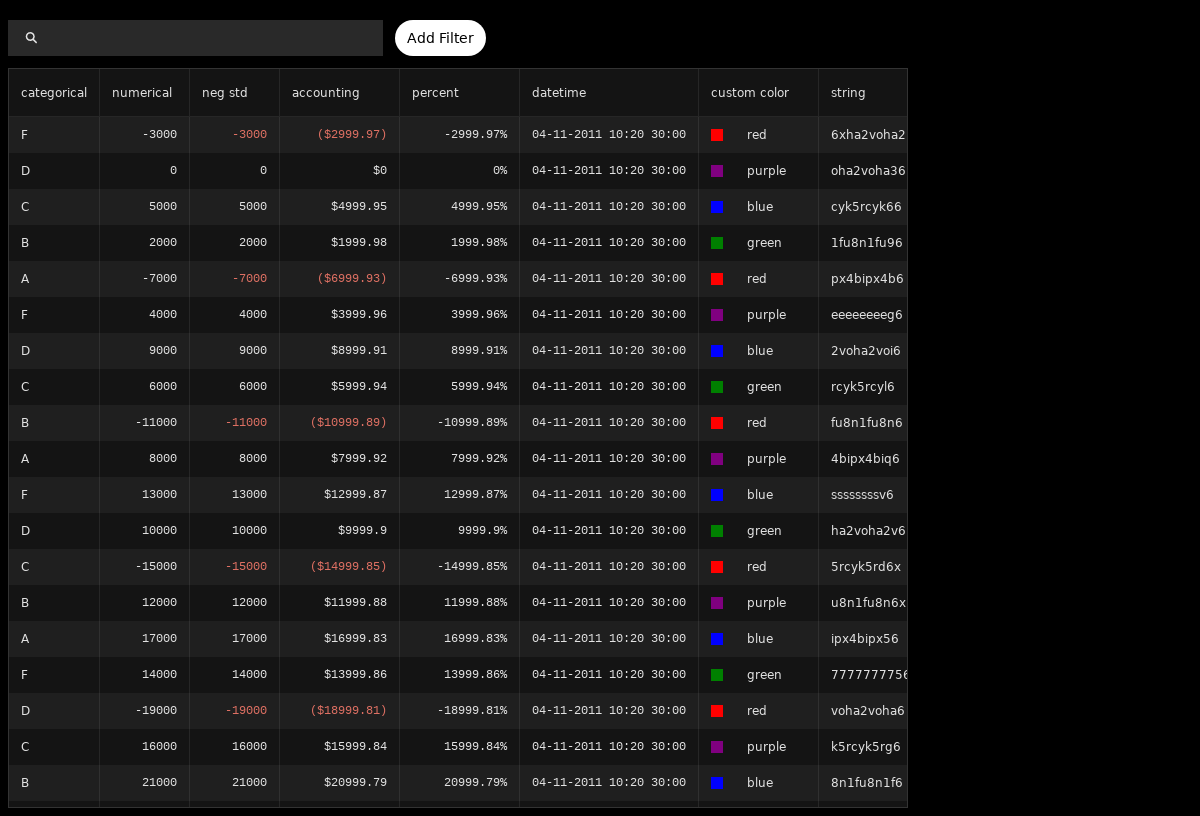 Add Filter
categorical numerical neg std accounting percent datetime custom color string
F -3000 -3000 ($2999.97) -2999.97% 04-11-2011 10:20 30:00 red 6xha2voha2
D 0 0 $0 0% 04-11-2011 10:20 30:00 purple oha2voha36
C 5000 5000 $4999.95 4999.95% 04-11-2011 10:20 30:00 blue cyk5rcyk66
B 2000 2000 $1999.98 1999.98% 04-11-2011 10:20 30:00 green 1fu8n1fu96
A -7000 -7000 ($6999.93) -6999.93% 04-11-2011 10:20 30:00 red px4bipx4b6
F 4000 4000 $3999.96 3999.96% 04-11-2011 10:20 30:00 purple eeeeeeeeg6
D 9000 9000 $8999.91 8999.91% 04-11-2011 10:20 30:00 blue 2voha2voi6
C 6000 6000 $5999.94 5999.94% 04-11-2011 10:20 30:00 green rcyk5rcyl6
B -11000 -11000 ($10999.89) -10999.89% 04-11-2011 10:20 30:00 red fu8n1fu8n6
A 8000 8000 $7999.92 7999.92% 04-11-2011 10:20 30:00 purple 4bipx4biq6
F 13000 13000 $12999.87 12999.87% 04-11-2011 10:20 30:00 blue sssssssssv6
D 10000 10000 $9999.9 9999.9% 04-11-2011 10:20 30:00 green ha2voha2v6
C -15000 -15000 ($14999.85) -14999.85% 04-11-2011 10:20 30:00 red 5rcyk5rd6x
B 12000 12000 $11999.88 11999.88% 04-11-2011 10:20 30:00 purple u8n1fu8n6x
A 17000 17000 $16999.83 16999.83% 04-11-2011 10:20 30:00 blue ipx4bipx56
F 14000 14000 $13999.86 13999.86% 04-11-2011 10:20 30:00 green 7777777756
D -19000 -19000 ($18999.81) -18999.81% 04-11-2011 10:20 30:00 red voha2voha6
C 16000 16000 $15999.84 15999.84% 04-11-2011 10:20 30:00 purple k5rcyk5rg6
B 21000 21000 $20999.79 20999.79% 04-11-2011 10:20 30:00 blue 8n1fu8n1f6